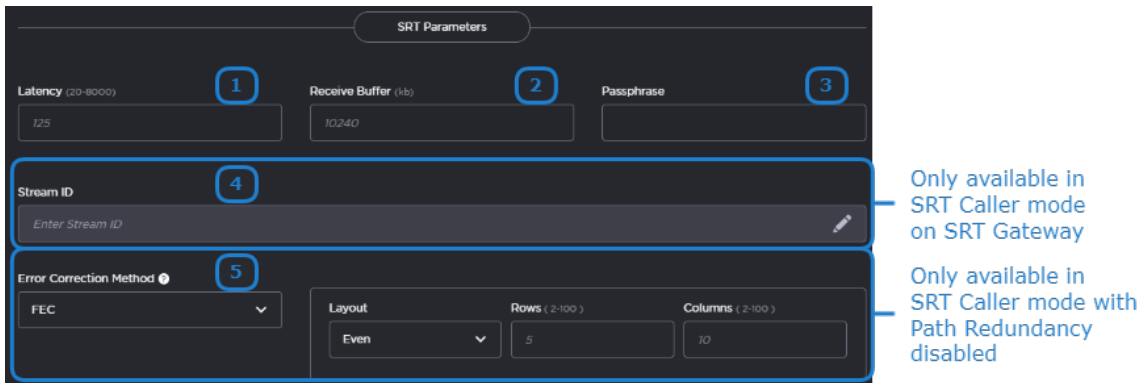 SRT Parameters
1 2 3
Latency (20-8000) Receive Buffer (kb) Passphrase
125 10240
4
Stream ID
Enter Stream ID
Only available in
SRT Caller mode
on SRT Gateway
5
Error Correction Method ?
FEC
Layout Rows ( 2-100 ) Columns ( 2-100 )
Even 5 10
Only available in
SRT Caller mode with
Path Redundancy
disabled